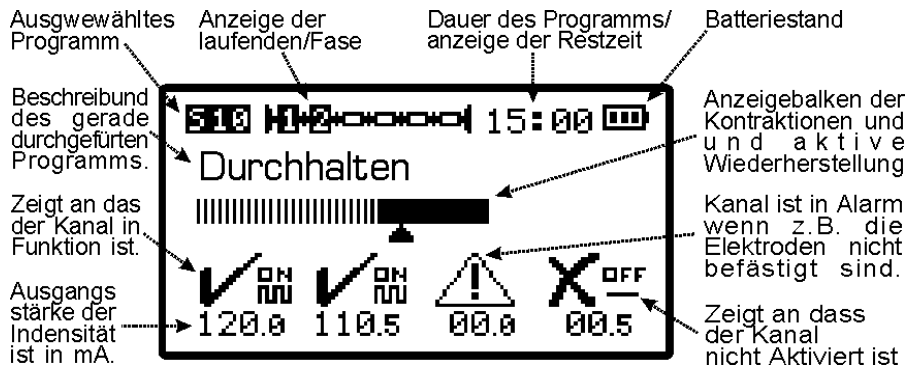 Ausgwewähltes
Programm
Anzeige der
laufenden/Fase
Dauer des Programms/
anzeige der Restzeit
Batteriestand
Beschreibund
des gerade
durchgefürten
Programms.
S10 1 2 15:00
Durchhalten
Anzeigebalken der
Kontraktionen und
und aktive
Wiederherstellung
Zeigt an das
der Kanal in
Funktion ist.
Kanal ist in Alarm
wenn z.B. die
Elektroden nicht
befästigt sind.
ON ON ! OFF
120.0 110.5 00.0 00.5
Ausgangs
stärke der
Indensität
ist in mA.
Zeigt an dass
der Kanal
nicht Aktiviert ist